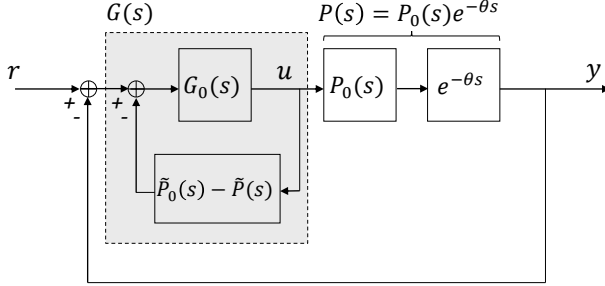 G(s) P(s) = P₀(s)e^{−θs}
r u y
G₀(s) P₀(s) e^{−θs}
+ - + -
P̃₀(s) − P̃(s)